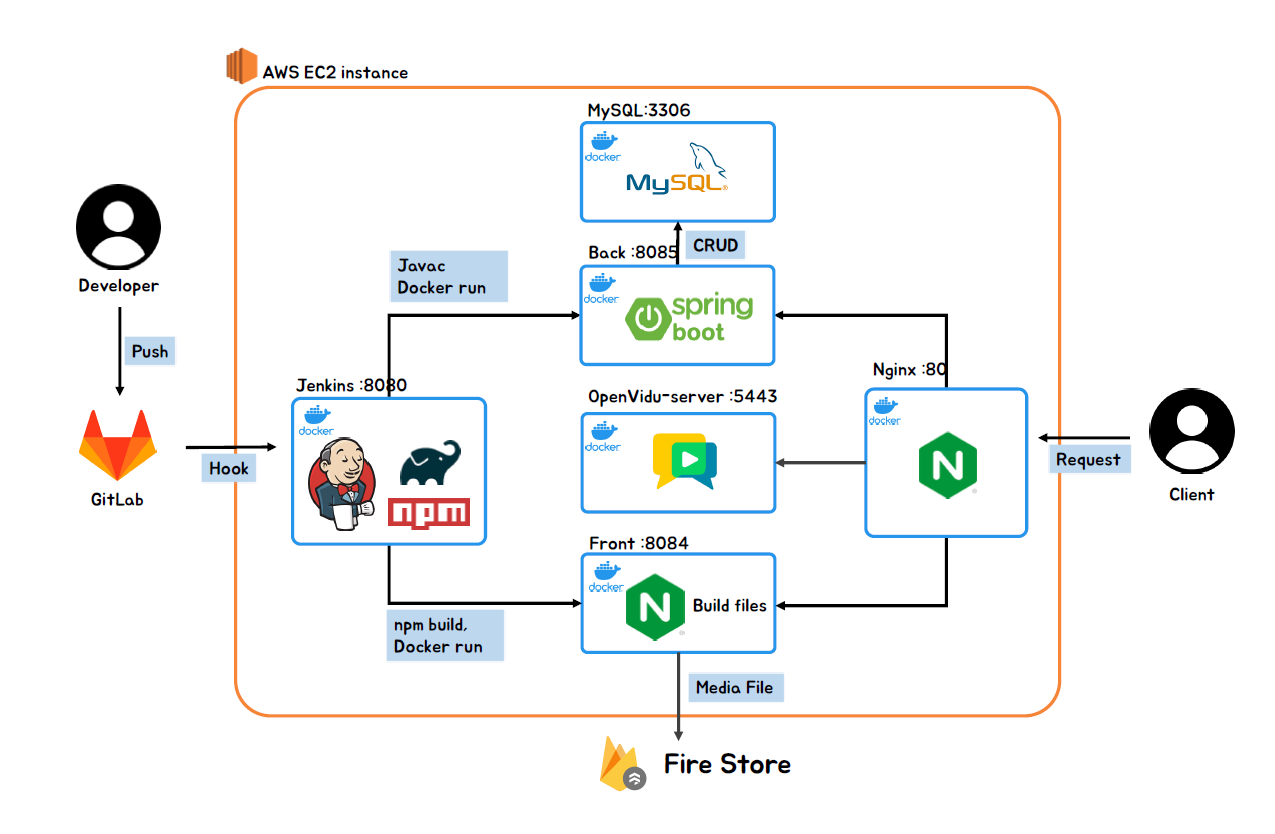 AWS EC2 instance
MySQL:3306
docker
MySQL®
CRUD
Back :8085
docker
spring
boot
Javac
Docker run
Developer
Push
GitLab
Hook
Jenkins :8080
docker
npm
OpenVidu-server :5443
docker
Nginx :80
docker
N
Request
Client
Front :8084
docker
N
Build files
npm build,
Docker run
Media File
Fire Store